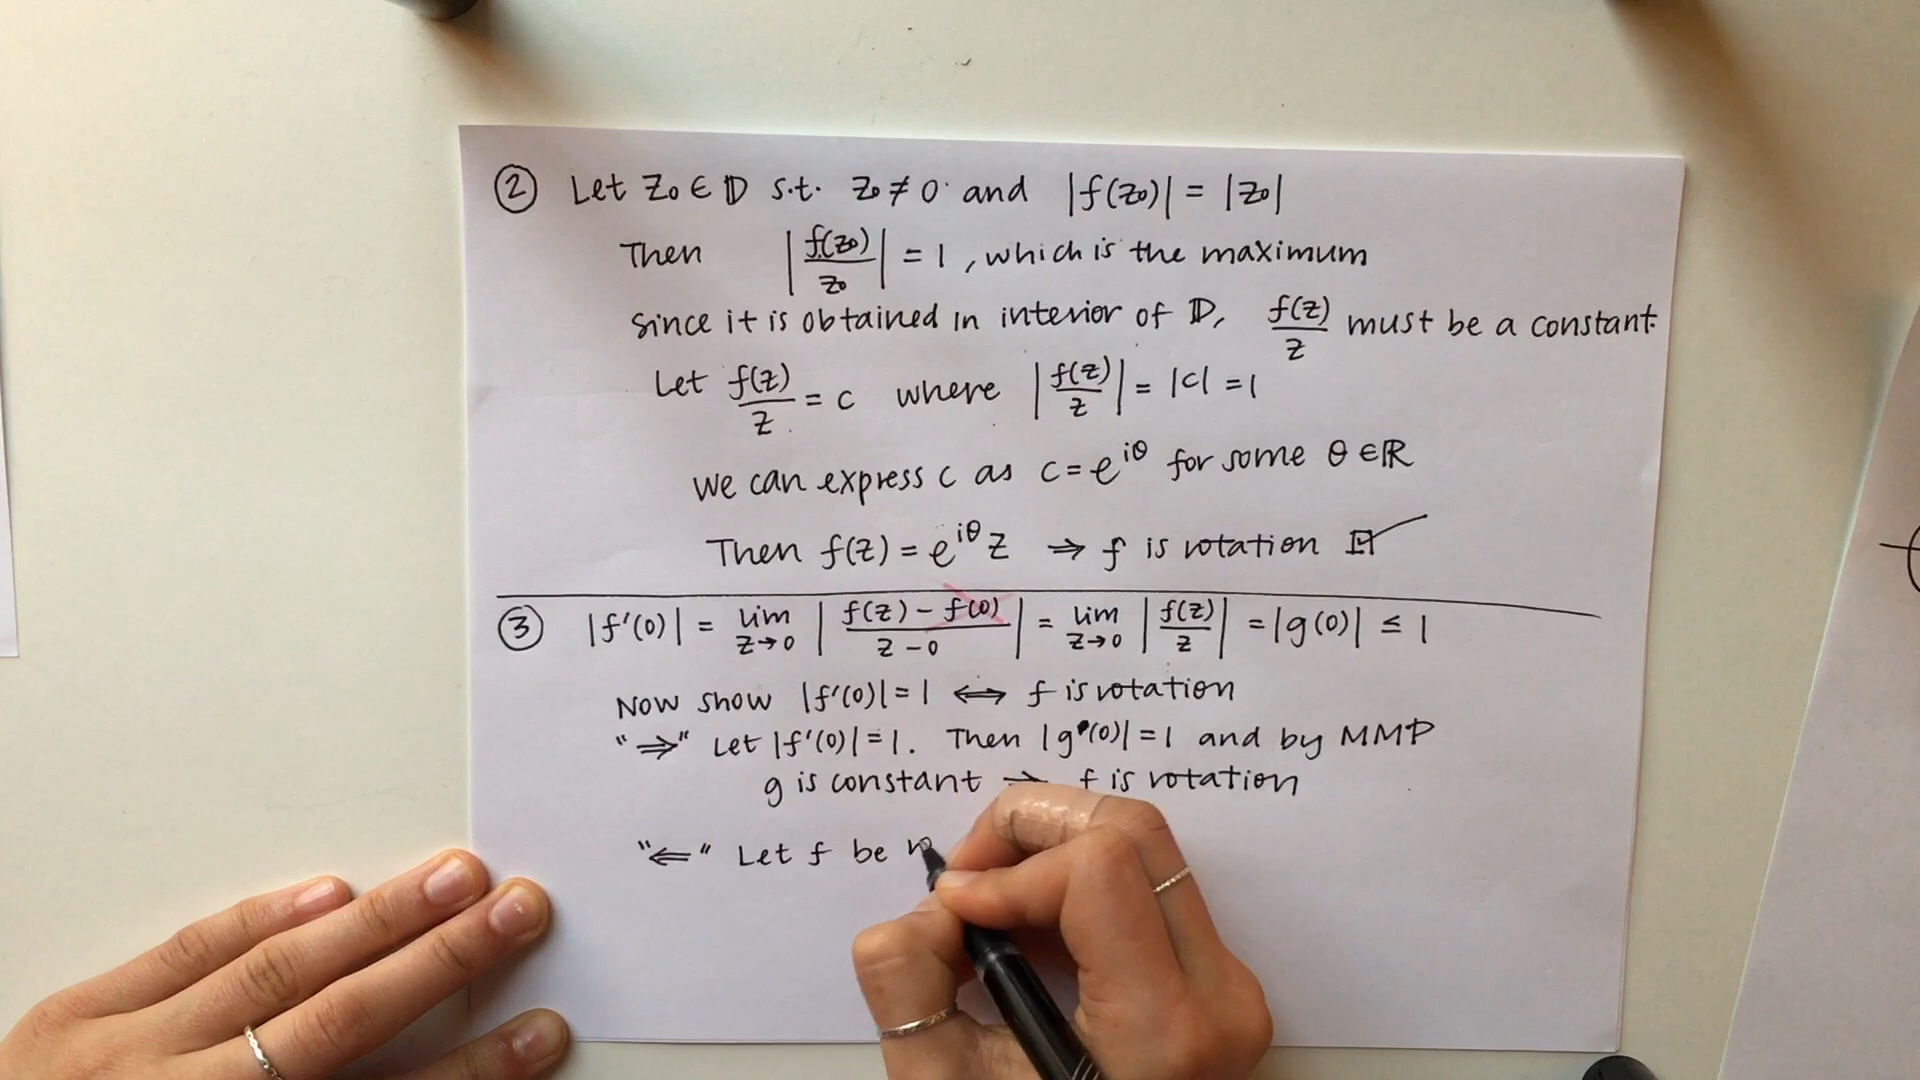 ② Let z₀ ∈ 𝔻 s.t. z₀ ≠ 0 and |f(z₀)| = |z₀|
Then |f(z₀)/z₀| = 1, which is the maximum
since it is obtained in interior of 𝔻, f(z)/z must be a constant.
Let f(z)/z = c where |f(z)/z| = |c| = 1
we can express c as c = e^{iθ} for some θ ∈ ℝ
Then f(z) = e^{iθ} z ⇒ f is rotation
③ |f'(0)| = lim z→0 |f(z) - f(0)/z - 0| = lim z→0 |f(z)/z| = |g(0)| ≤ 1
Now show |f'(0)| = 1 ⟺ f is rotation
"⇒" Let |f'(0)| = 1. Then |g(0)| = 1 and by MMP
g is constant ⇒ f is rotation
"⇐" Let f be